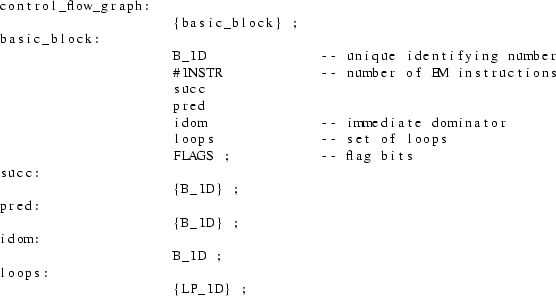 control_flow_graph:
{basic_block} ;
basic_block:
B_ID -- unique identifying number
#INSTR -- number of EM instructions
succ
pred
idom -- immediate dominator
loops -- set of loops
FLAGS ; -- flag bits
succ:
{B_ID} ;
pred:
{B_ID} ;
idom:
B_ID ;
loops:
{LP_ID} ;